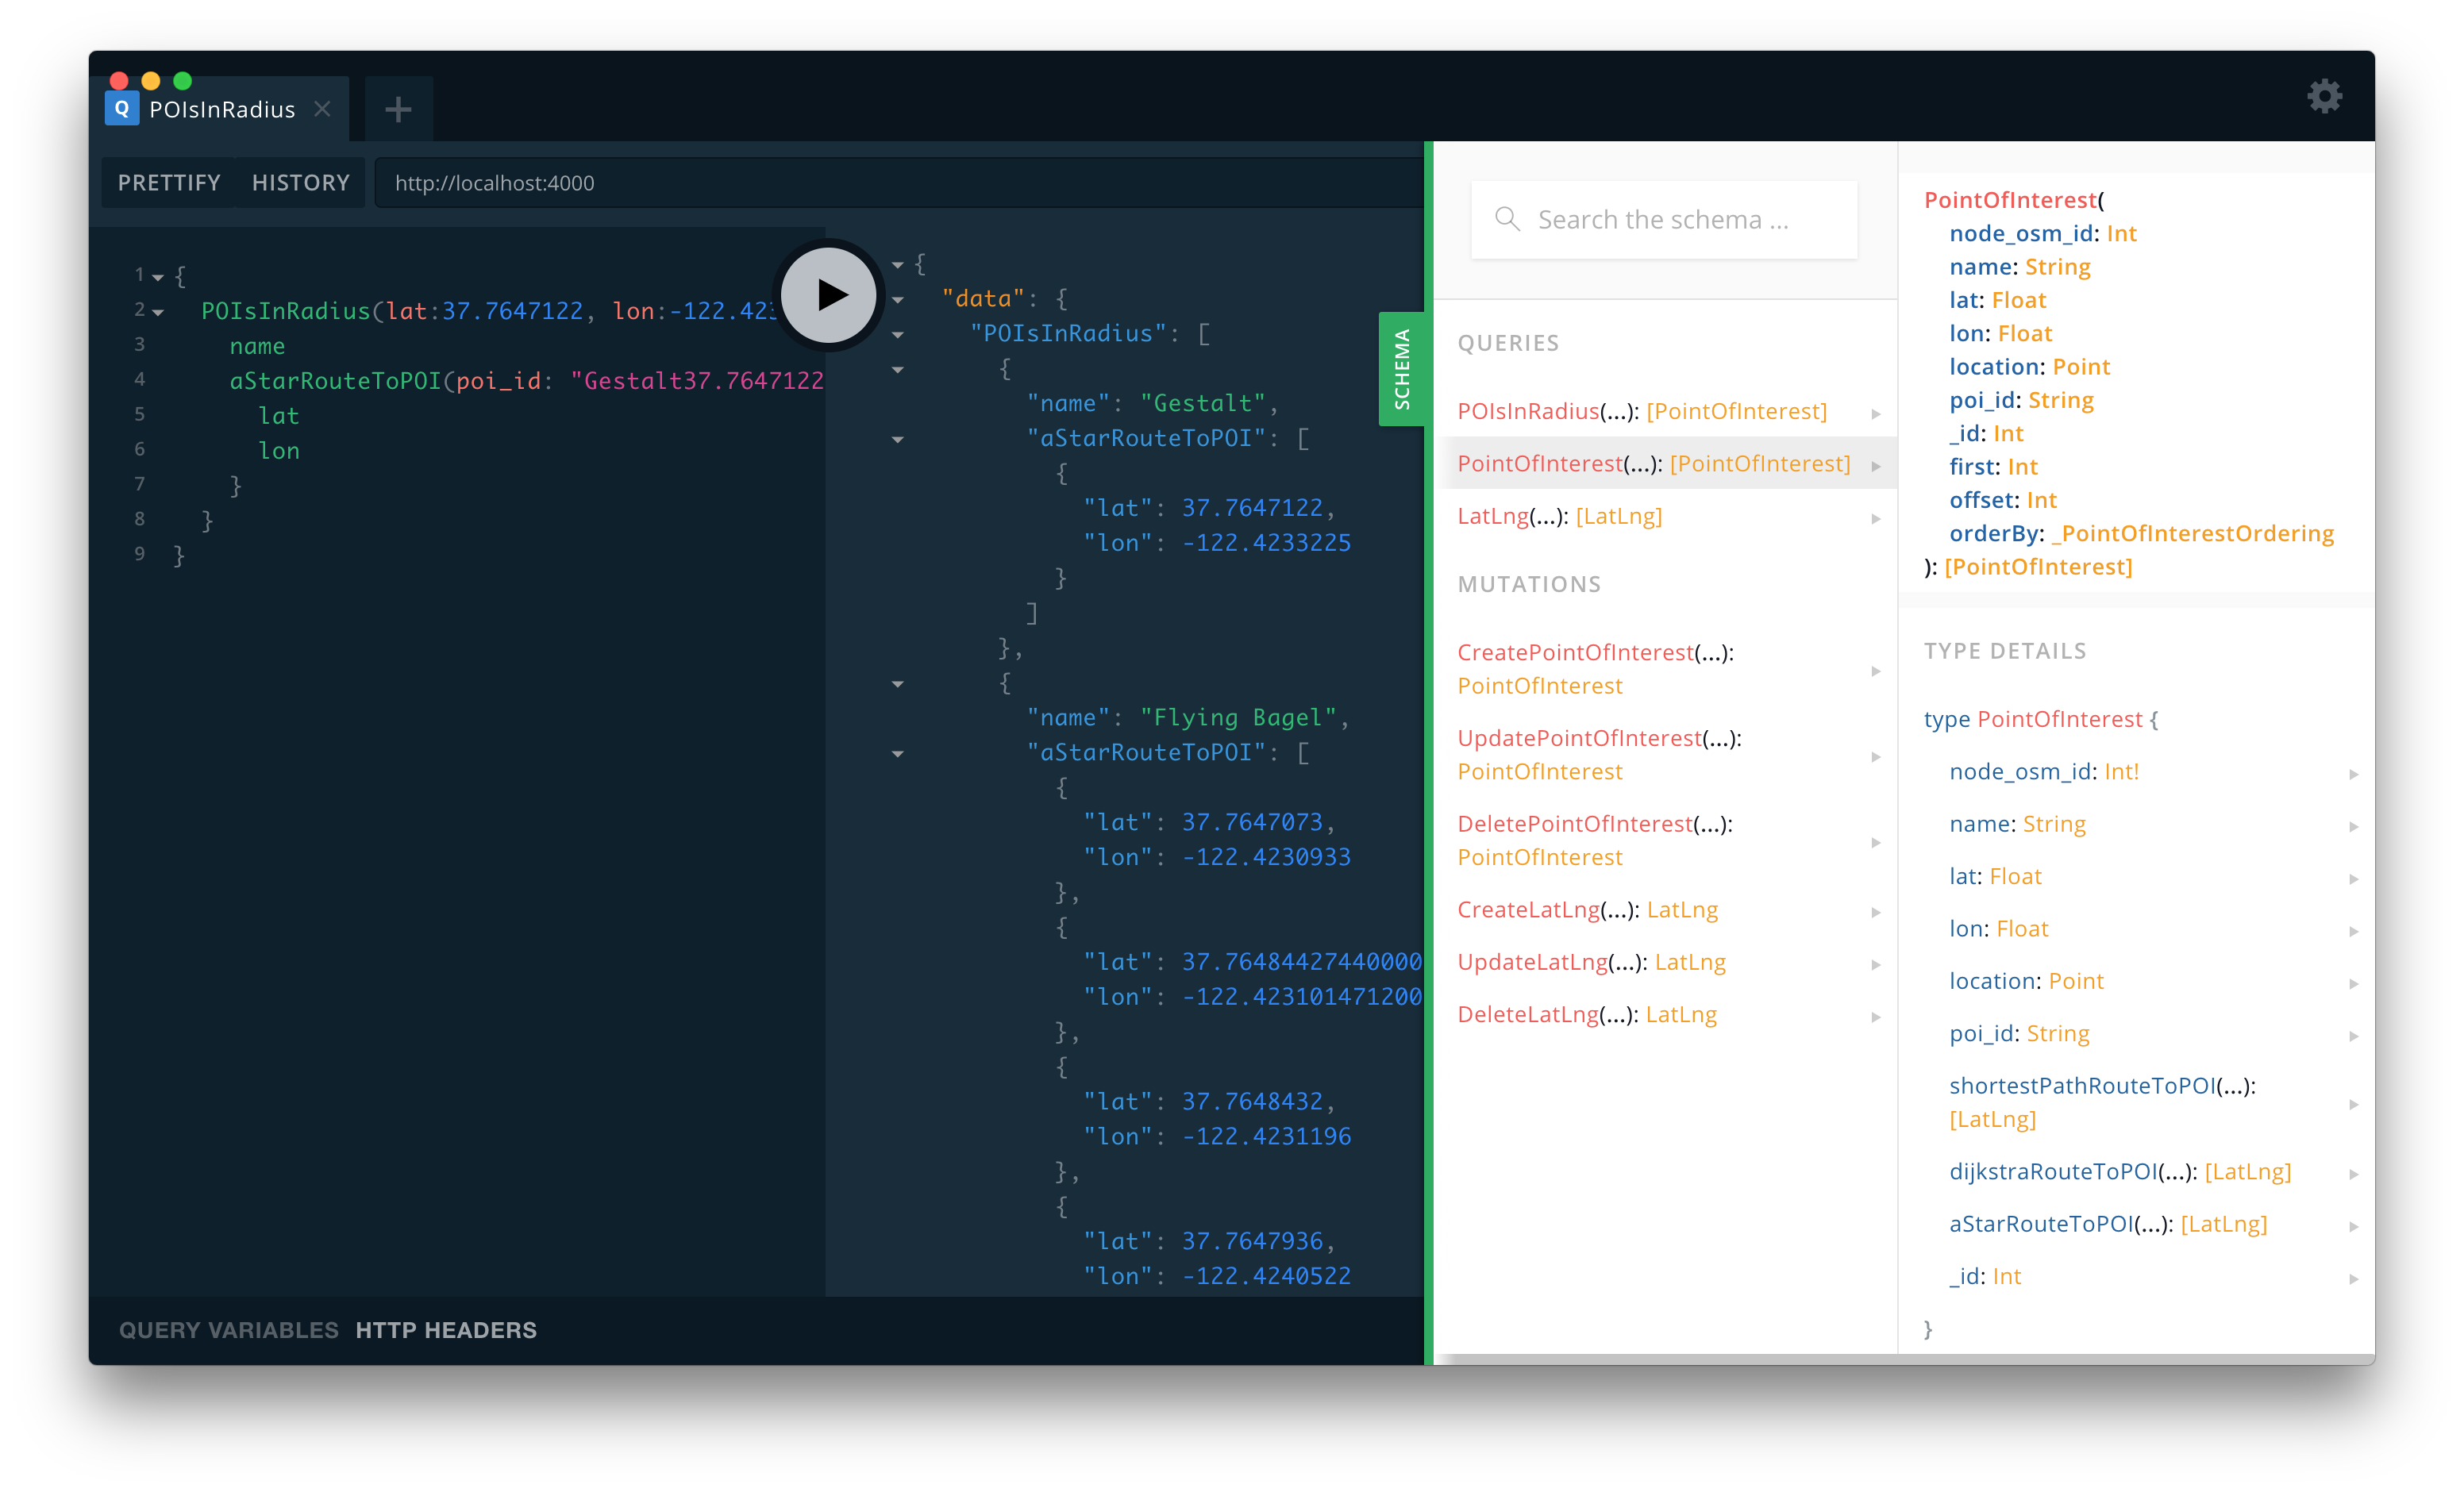 Q POIsInRadius
PRETTIFY HISTORY http://localhost:4000
1 {
2 POIsInRadius(lat:37.7647122, lon:-122.423
3 name
4 aStarRouteToPOI(poi_id: "Gestalt37.7647122
5 lat
6 lon
7 }
8 }
9 }
{
"data": {
"POIsInRadius": [
{
"name": "Gestalt",
"aStarRouteToPOI": [
{
"lat": 37.7647122,
"lon": -122.4233225
}
]
},
{
"name": "Flying Bagel",
"aStarRouteToPOI": [
{
"lat": 37.7647073,
"lon": -122.4230933
},
{
"lat": 37.76484427440000
"lon": -122.423101471200
},
{
"lat": 37.7648432,
"lon": -122.4231196
},
{
"lat": 37.7647936,
"lon": -122.4240522
QUERY VARIABLES HTTP HEADERS
SCHEMA
Search the schema ...
QUERIES
POIsInRadius(...): [PointOfInterest]
PointOfInterest(...): [PointOfInterest]
LatLng(...): [LatLng]
MUTATIONS
CreatePointOfInterest(...):
PointOfInterest
UpdatePointOfInterest(...):
PointOfInterest
DeletePointOfInterest(...):
PointOfInterest
CreateLatLng(...): LatLng
UpdateLatLng(...): LatLng
DeleteLatLng(...): LatLng
PointOfInterest(
node_osm_id: Int
name: String
lat: Float
lon: Float
location: Point
poi_id: String
_id: Int
first: Int
offset: Int
orderBy: _PointOfInterestOrdering
): [PointOfInterest]
TYPE DETAILS
type PointOfInterest {
node_osm_id: Int!
name: String
lat: Float
lon: Float
location: Point
poi_id: String
shortestPathRouteToPOI(...):
[LatLng]
dijkstraRouteToPOI(...): [LatLng]
aStarRouteToPOI(...): [LatLng]
_id: Int
}